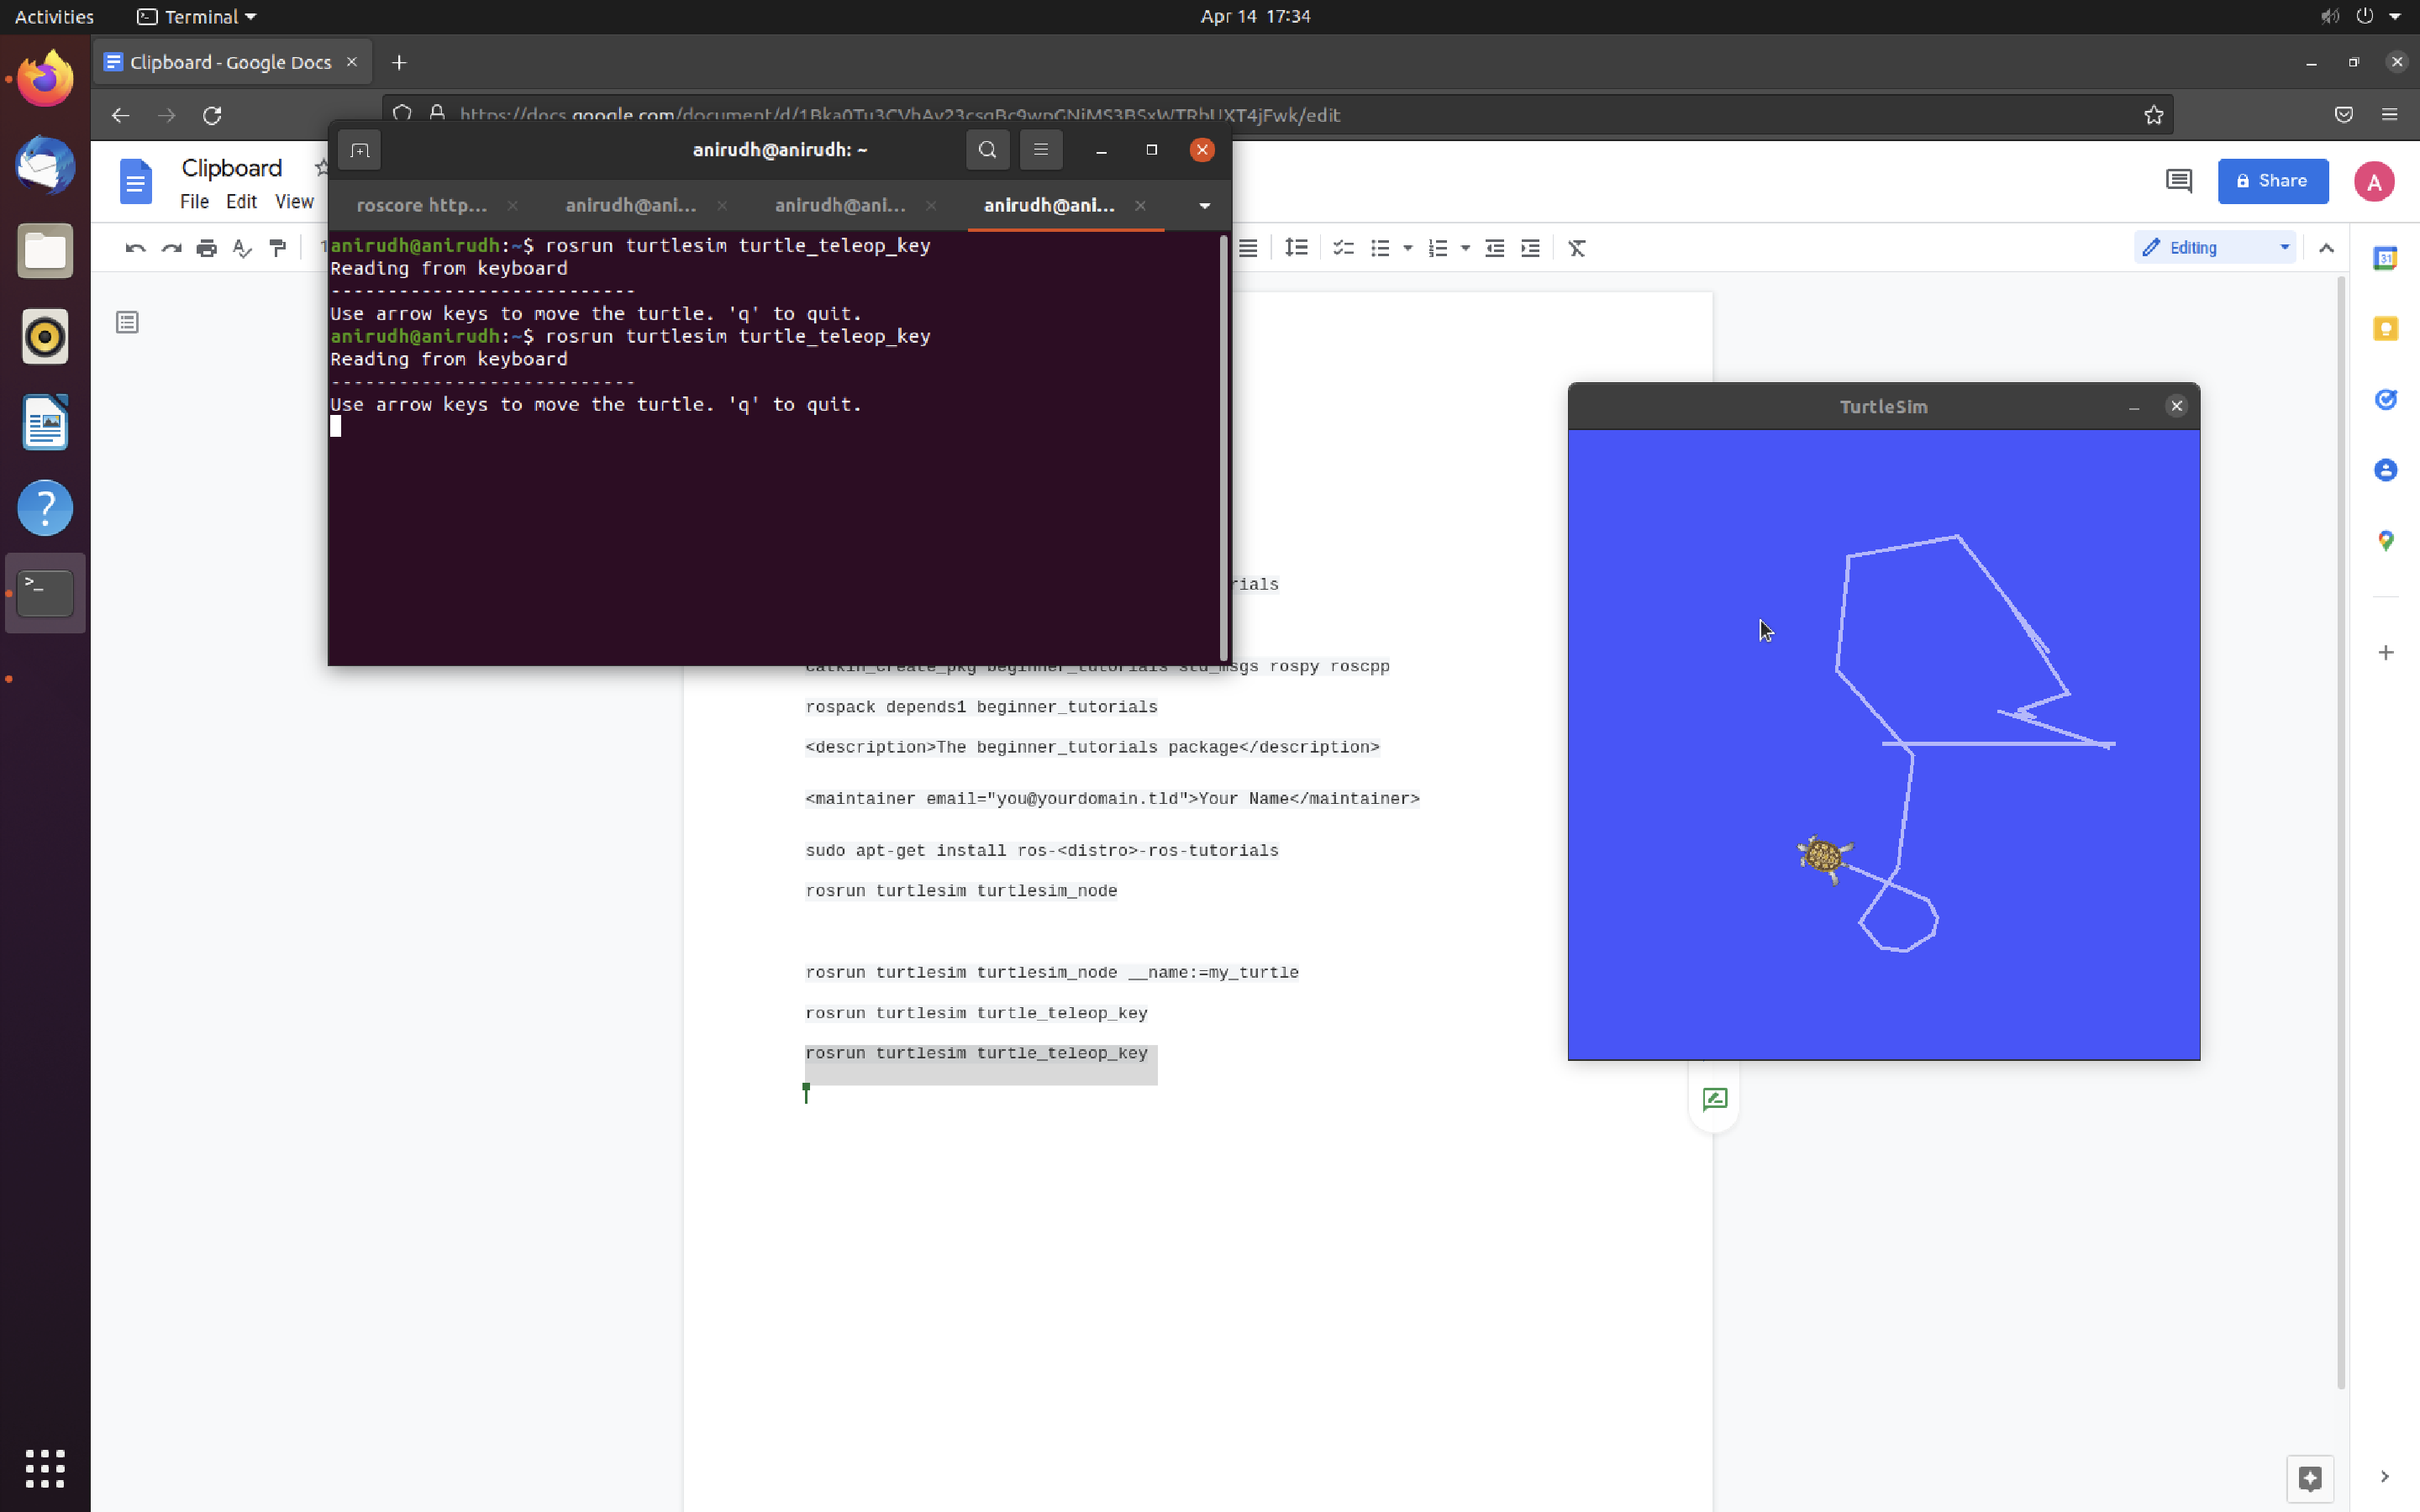 Activities
Terminal
Apr 14 17:34
Clipboard - Google Docs
https://docs.google.com/document/d/
/edit
Clipboard
File Edit View
Share
A
Editing
31
anirudh@anirudh: ~
roscore http...
anirudh@ani...
anirudh@ani...
anirudh@ani...
anirudh@anirudh:~$ rosrun turtlesim turtle_teleop_key
Reading from keyboard
---------------------------
Use arrow keys to move the turtle. 'q' to quit.
anirudh@anirudh:~$ rosrun turtlesim turtle_teleop_key
Reading from keyboard
---------------------------
Use arrow keys to move the turtle. 'q' to quit.
TurtleSim
rials
catkin_create_pkg beginner_tutorials std_msgs rospy roscpp
rospack depends1 beginner_tutorials
<description>The beginner_tutorials package</description>
<maintainer email="you@yourdomain.tld">Your Name</maintainer>
sudo apt-get install ros-<distro>-ros-tutorials
rosrun turtlesim turtlesim_node
rosrun turtlesim turtlesim_node __name:=my_turtle
rosrun turtlesim turtle_teleop_key
rosrun turtlesim turtle_teleop_key